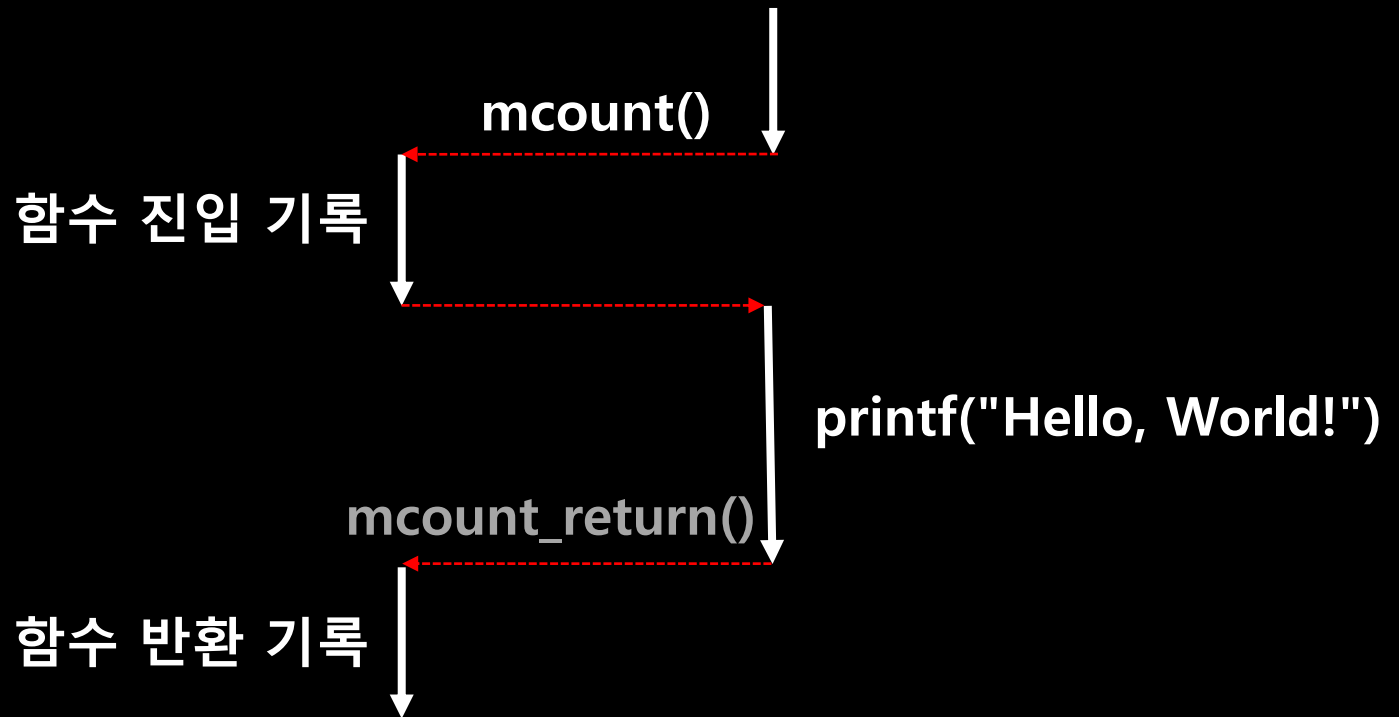 mcount()
함수 진입 기록
printf("Hello, World!")
mcount_return()
함수 반환 기록